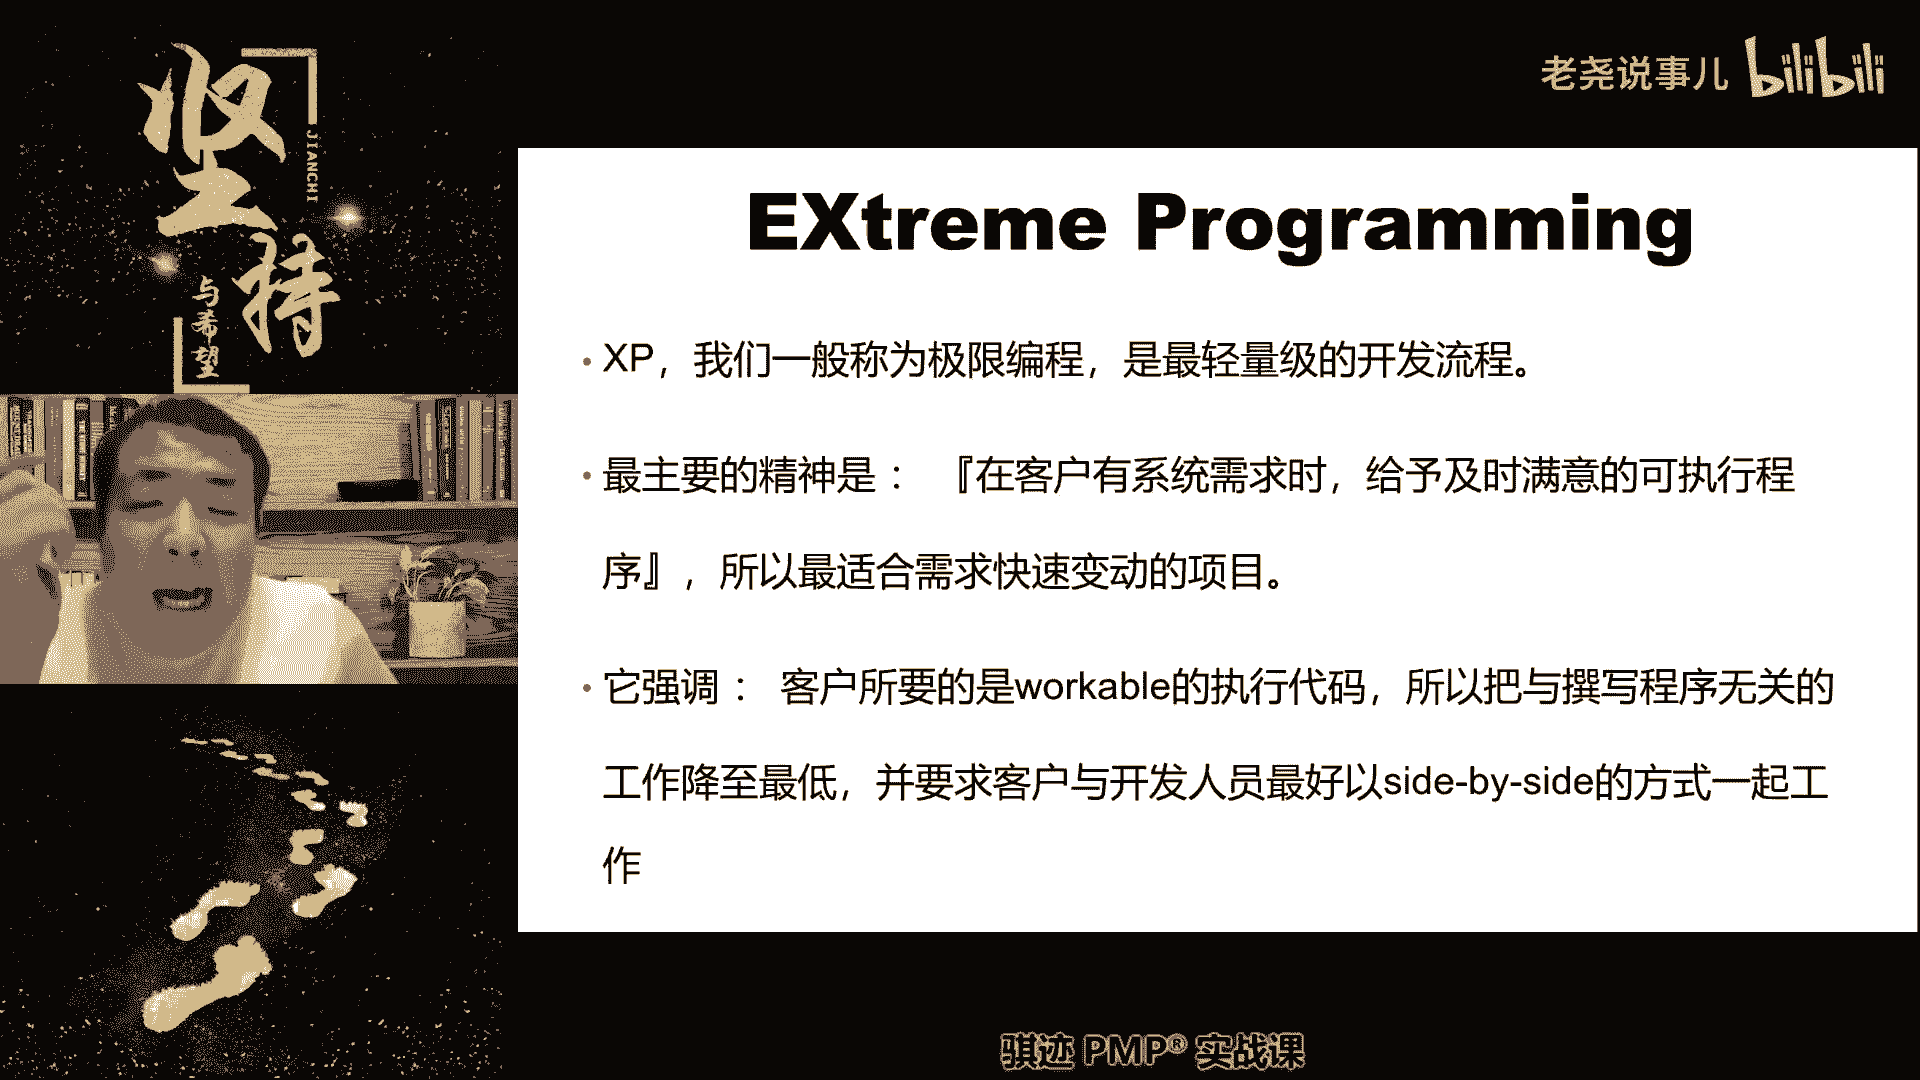 坚持
JIANCHI
与希望
老尧说事儿 bilibili
EXtreme Programming
• XP，我们一般称为极限编程，是最轻量级的开发流程。
• 最主要的精神是： 『在客户有系统需求时，给予及时满意的可执行程
序』，所以最适合需求快速变动的项目。
• 它强调： 客户所要的是workable的执行代码，所以把与撰写程序无关的
工作降至最低，并要求客户与开发人员最好以side-by-side的方式一起工
作
骐迹 PMP® 实战课